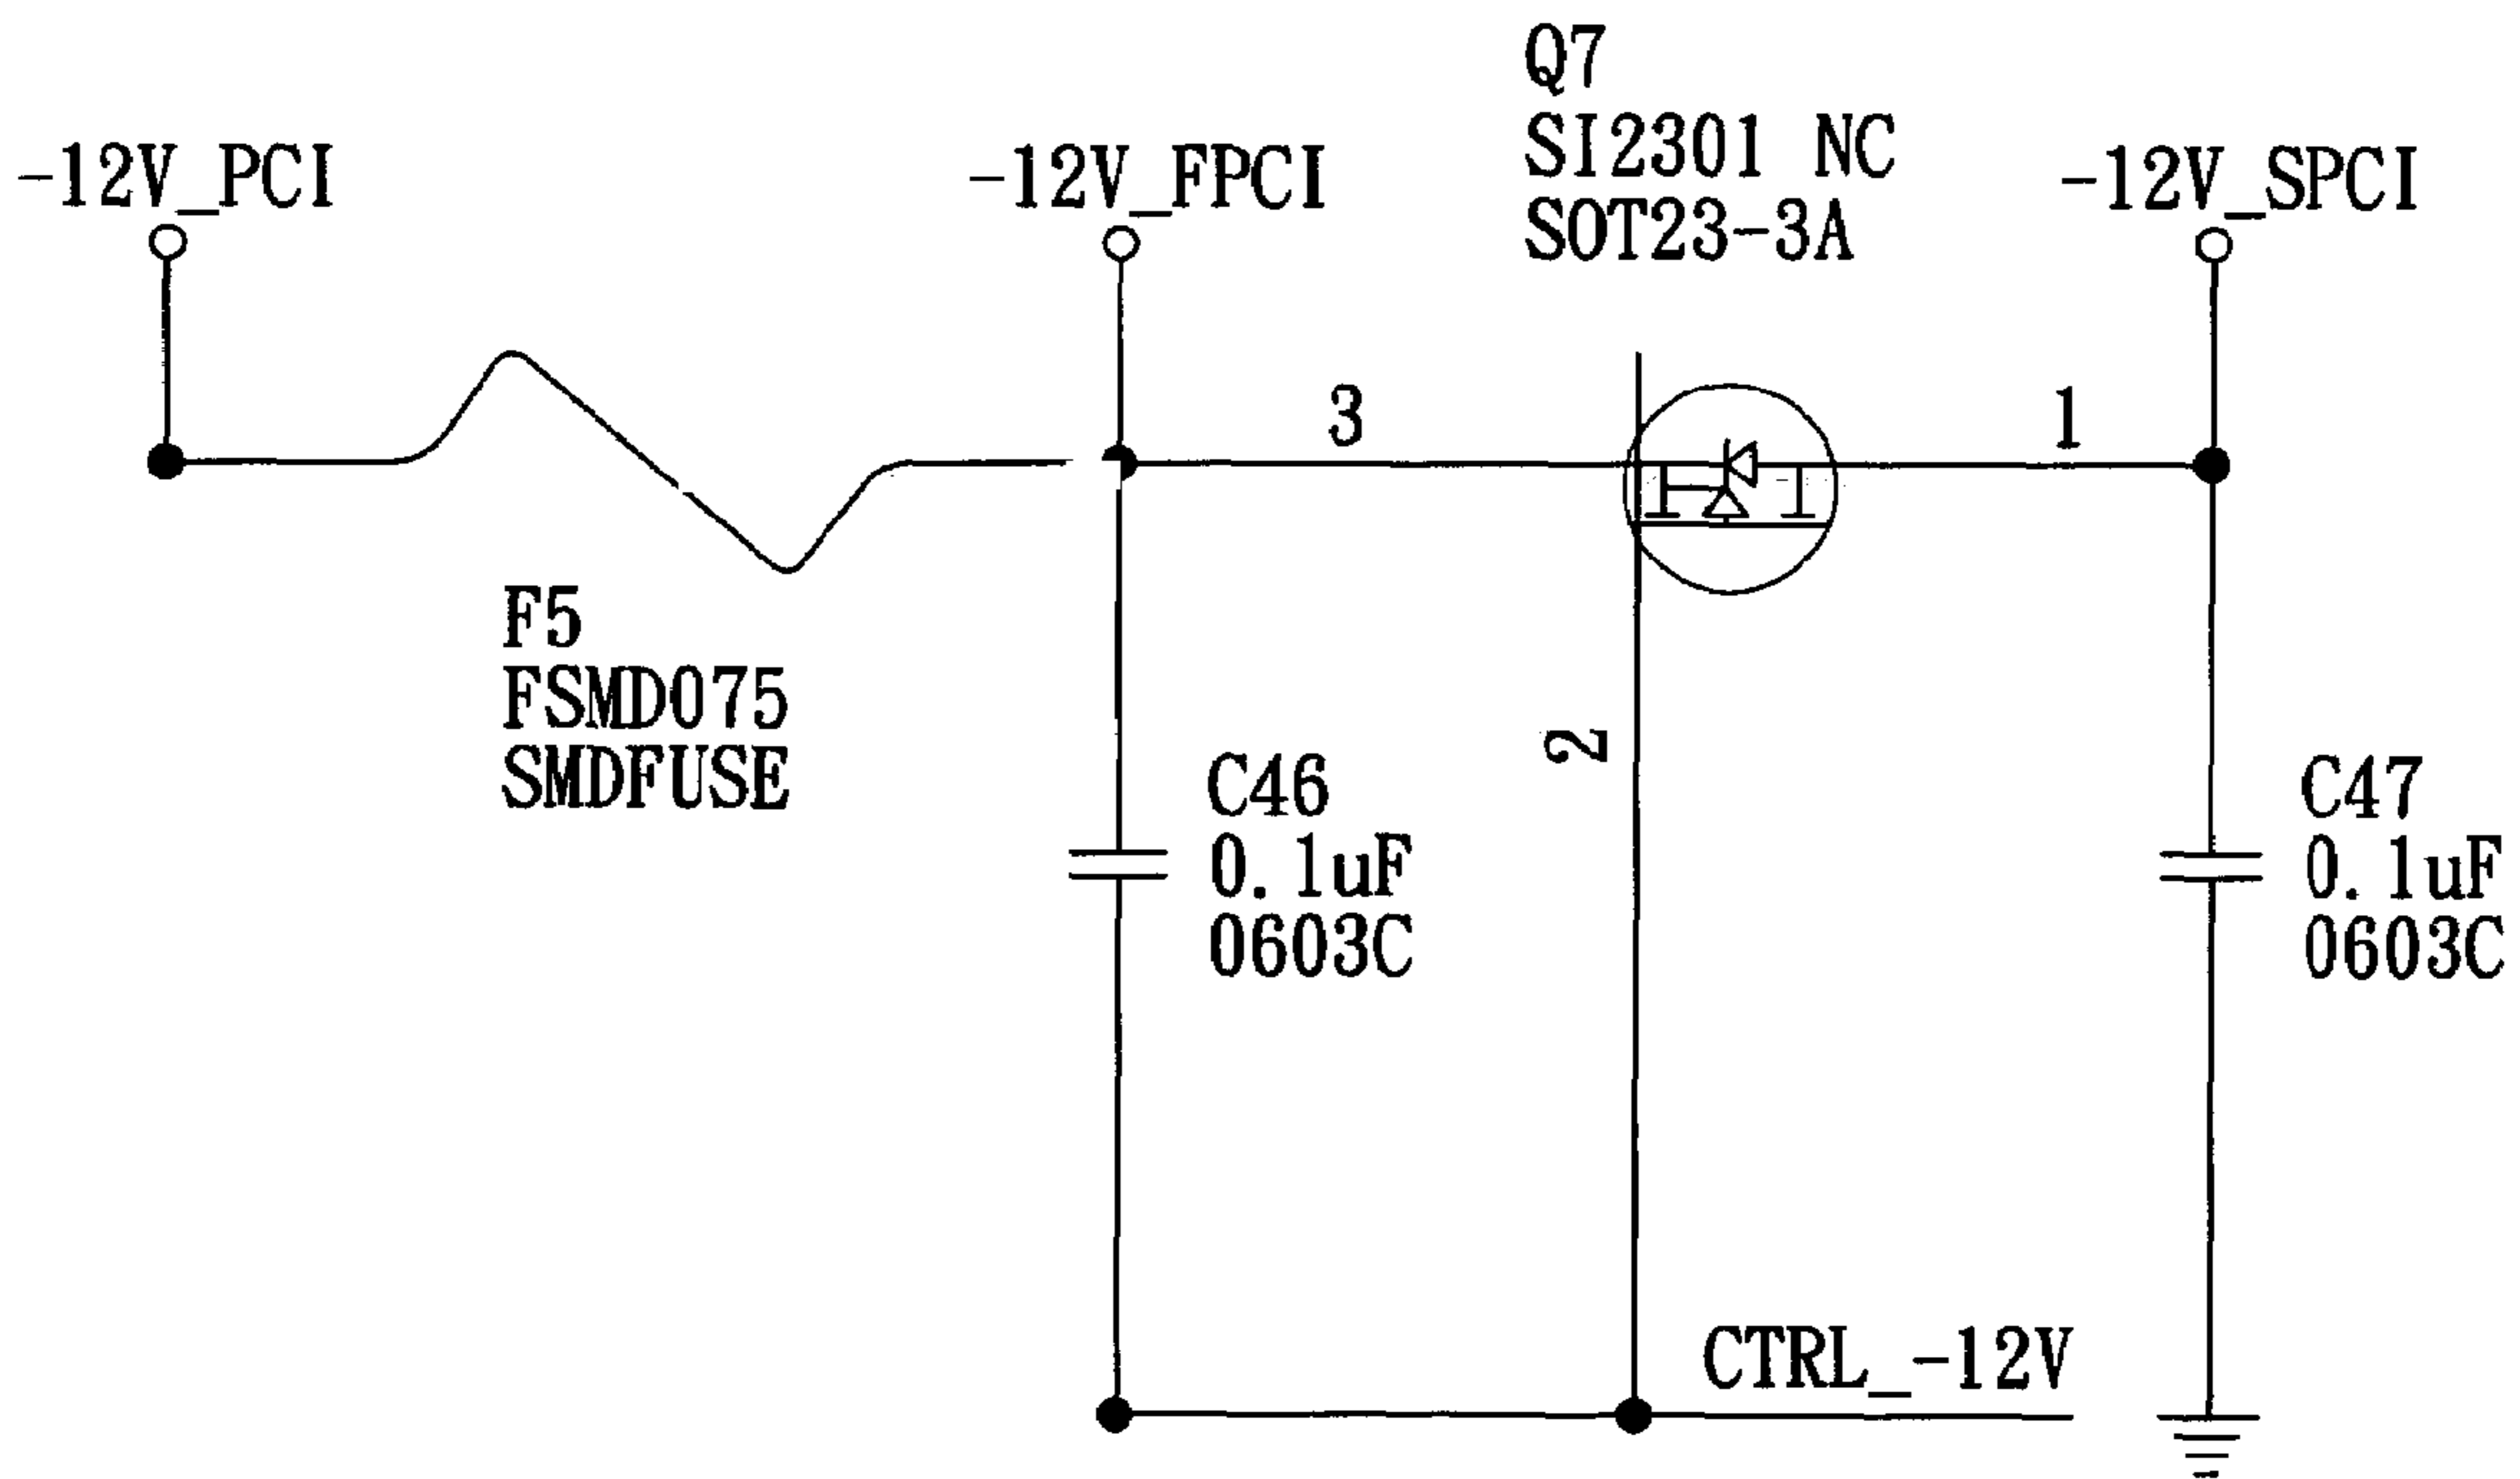 -12V_PCI
-12V_FPCI
Q7
SI2301 NC
SOT23-3A
-12V_SPCI
3
1
F5
FSMD075
SMDFUSE
2
C46
0.1uF
0603C
C47
0.1uF
0603C
CTRL_-12V